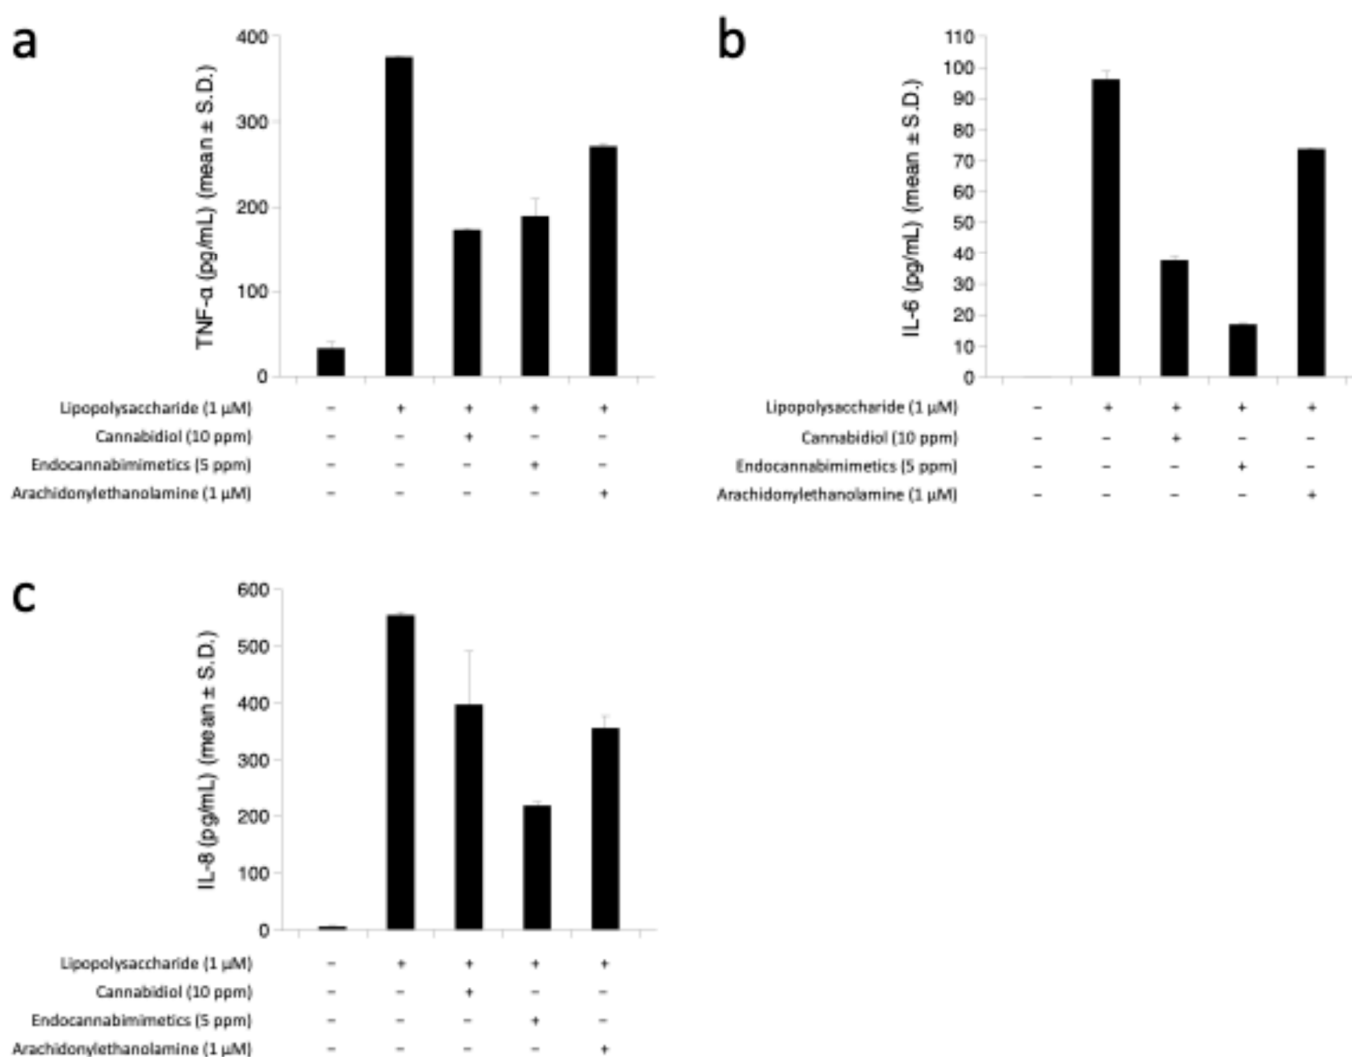 a
TNF-α (pg/mL) (mean ± S.D.)
400
300
200
100
0
Lipopolysaccharide (1 µM) – + + + +
Cannabidiol (10 ppm) – – + – –
Endocannabimimetics (5 ppm) – – – + –
Arachidonylethanolamine (1 µM) – – – – +
b
IL-6 (pg/mL) (mean ± S.D.)
110
100
90
80
70
60
50
40
30
20
10
0
Lipopolysaccharide (1 µM) – + + + +
Cannabidiol (10 ppm) – – + – –
Endocannabimimetics (5 ppm) – – – + –
Arachidonylethanolamine (1 µM) – – – – +
c
IL-8 (pg/mL) (mean ± S.D.)
600
500
400
300
200
100
0
Lipopolysaccharide (1 µM) – + + + +
Cannabidiol (10 ppm) – – + – –
Endocannabimimetics (5 ppm) – – – + –
Arachidonylethanolamine (1 µM) – – – – +